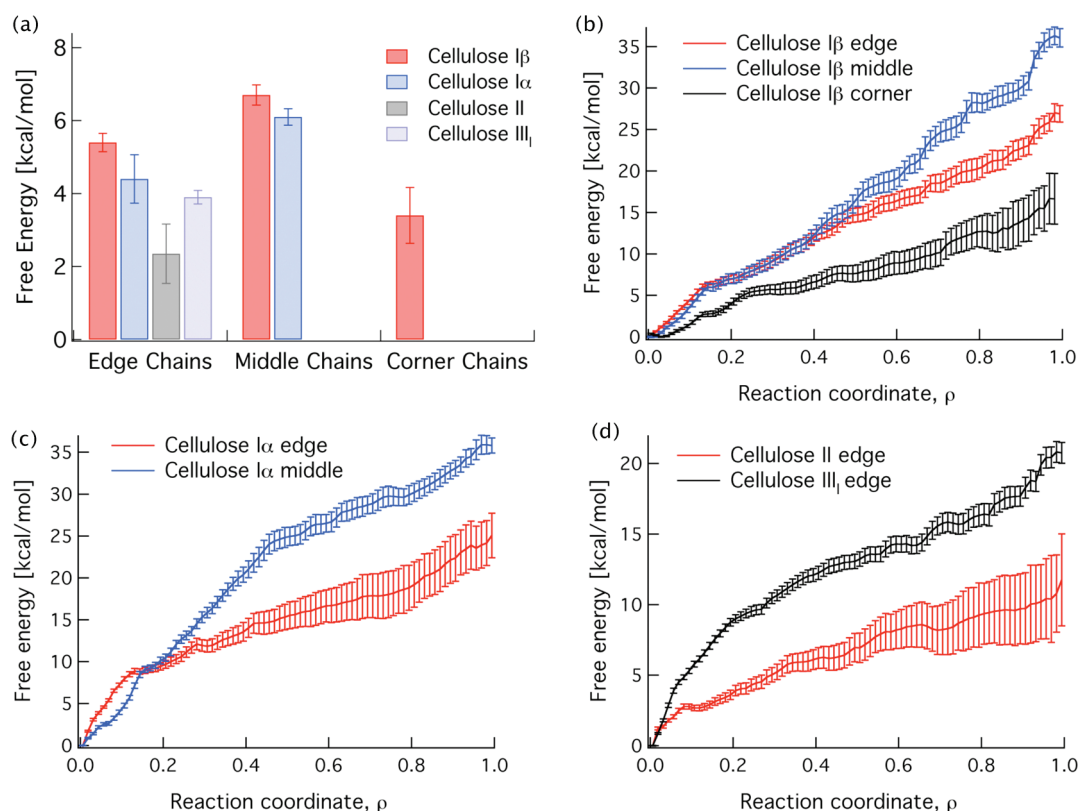 (a)
8
6
4
2
0
Free Energy [kcal/mol]
Cellulose Iβ
Cellulose Iα
Cellulose II
Cellulose III_I
Edge Chains
Middle Chains
Corner Chains
(b)
35
30
25
20
15
10
5
0
Free energy [kcal/mol]
Cellulose Iβ edge
Cellulose Iβ middle
Cellulose Iβ corner
0.0 0.2 0.4 0.6 0.8 1.0
Reaction coordinate, ρ
(c)
35
30
25
20
15
10
5
0
Free energy [kcal/mol]
Cellulose Iα edge
Cellulose Iα middle
0.0 0.2 0.4 0.6 0.8 1.0
Reaction coordinate, ρ
(d)
20
15
10
5
0
Free energy [kcal/mol]
Cellulose II edge
Cellulose III_I edge
0.0 0.2 0.4 0.6 0.8 1.0
Reaction coordinate, ρ